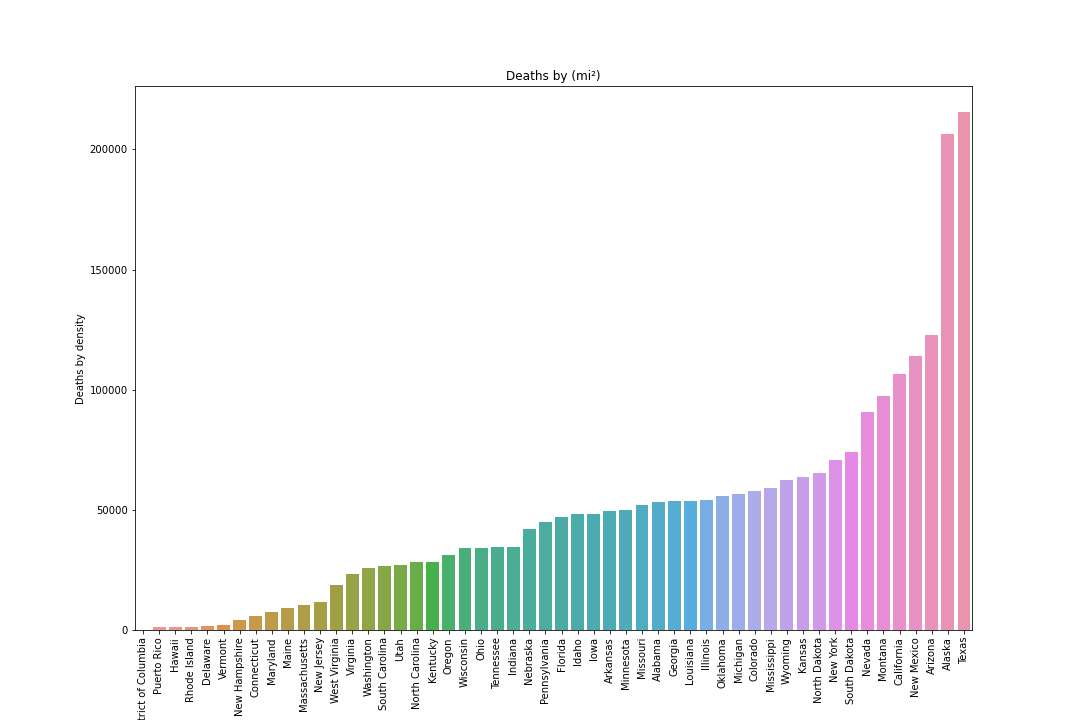 Deaths by (mi²)
Deaths by density
200000
150000
100000
50000
0
trict of Columbia
Puerto Rico
Hawaii
Rhode Island
Delaware
Vermont
New Hampshire
Connecticut
Maryland
Maine
Massachusetts
New Jersey
West Virginia
Virginia
Washington
South Carolina
Utah
North Carolina
Kentucky
Oregon
Wisconsin
Ohio
Tennessee
Indiana
Nebraska
Pennsylvania
Florida
Idaho
Iowa
Arkansas
Minnesota
Missouri
Alabama
Georgia
Louisiana
Illinois
Oklahoma
Michigan
Colorado
Mississippi
Wyoming
Kansas
North Dakota
New York
South Dakota
Nevada
Montana
California
New Mexico
Arizona
Alaska
Texas